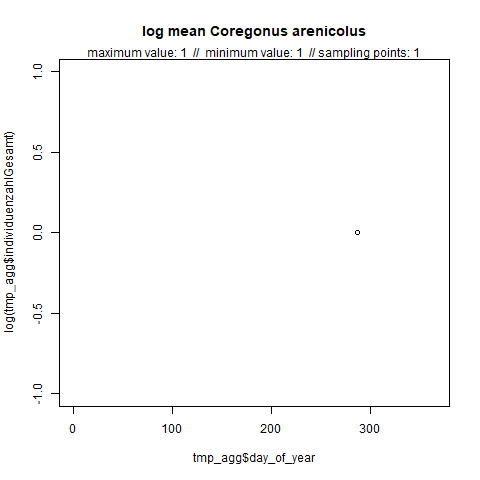 log mean Coregonus arenicolus
maximum value: 1 // minimum value: 1 // sampling points: 1
1.0
0.5
0.0
-0.5
-1.0
log(tmp_agg$individuenzahlGesamt)
0 100 200 300
tmp_agg$day_of_year